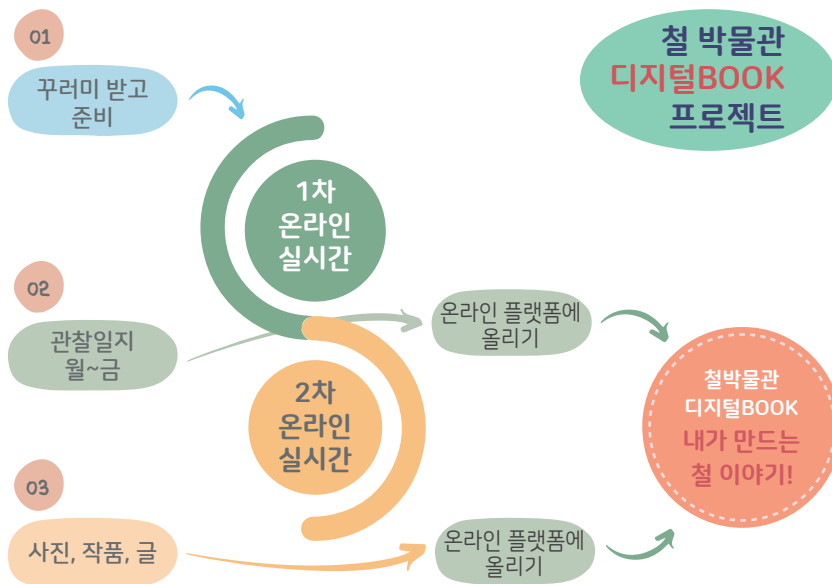 철 박물관
디지털BOOK
프로젝트
01
꾸러미 받고
준비
1차
온라인
실시간
02
관찰일지
월~금
온라인 플랫폼에
올리기
2차
온라인
실시간
03
사진, 작품, 글
온라인 플랫폼에
올리기
철박물관
디지털BOOK
내가 만드는
철 이야기!